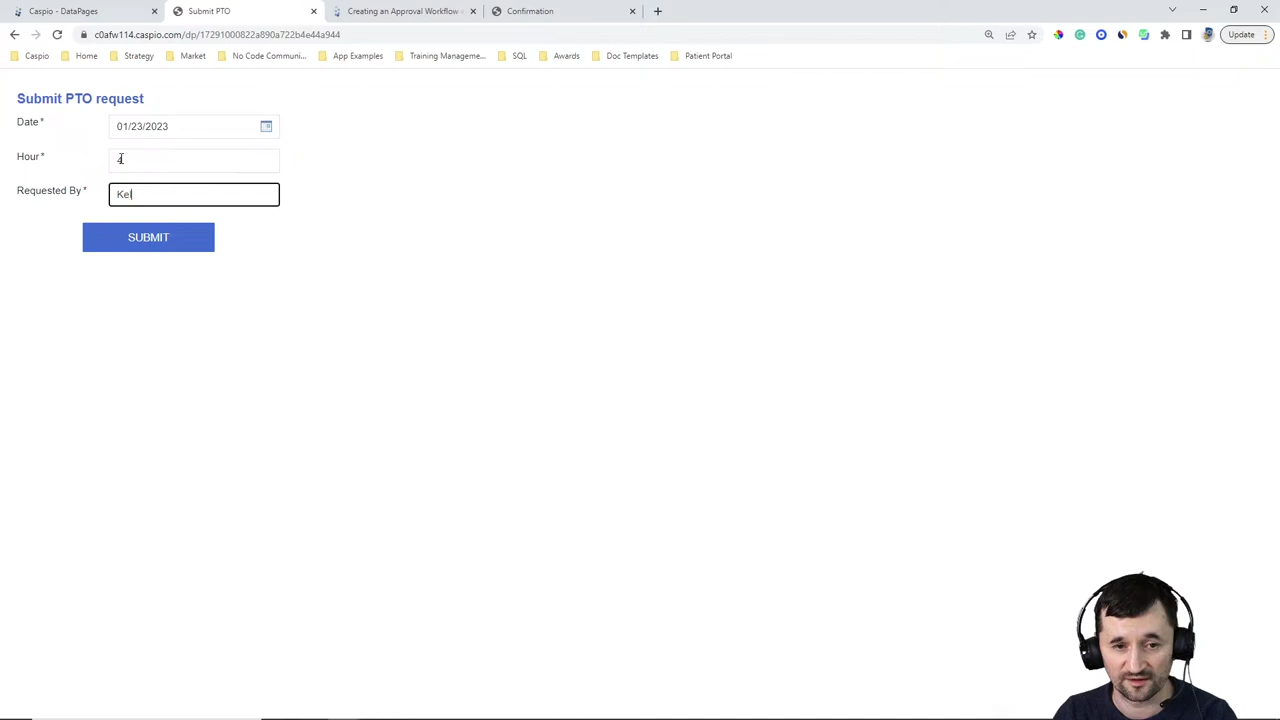 Caspio - DataPages
Submit PTO
Creating an Approval Workflow
Confirmation
c0afw114.caspio.com/dp/17291000822a890a722b4e44a944
Update
Caspio
Home
Strategy
Market
No Code Communi...
App Examples
Training Manageme...
SQL
Awards
Doc Templates
Patient Portal
Submit PTO request
Date *
01/23/2023
Hour *
4
Requested By *
Kel
SUBMIT